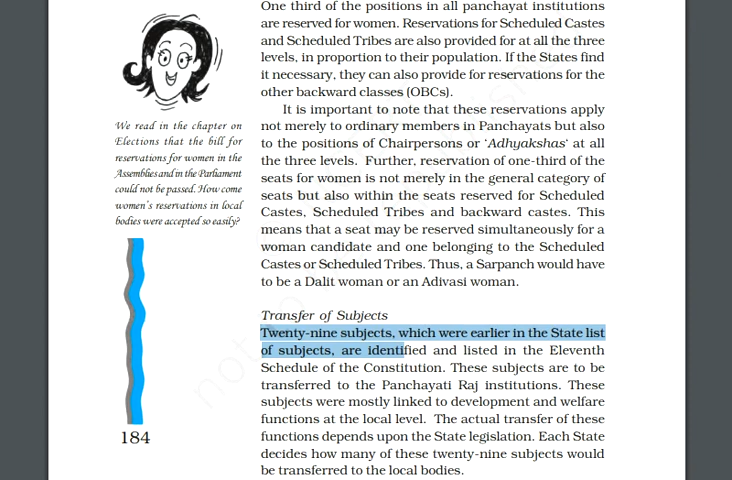 One third of the positions in all panchayat institutions
are reserved for women. Reservations for Scheduled Castes
and Scheduled Tribes are also provided for at all the three
levels, in proportion to their population. If the States find
it necessary, they can also provide for reservations for the
other backward classes (OBCs).
It is important to note that these reservations apply
not merely to ordinary members in Panchayats but also
to the positions of Chairpersons or ‘Adhyakshas‘ at all
the three levels. Further, reservation of one-third of the
seats for women is not merely in the general category of
seats but also within the seats reserved for Scheduled
Castes, Scheduled Tribes and backward castes. This
means that a seat may be reserved simultaneously for a
woman candidate and one belonging to the Scheduled
Castes or Scheduled Tribes. Thus, a Sarpanch would have
to be a Dalit woman or an Adivasi woman.
We read in the chapter on
Elections that the bill for
reservations for women in the
Assemblies and in the Parliament
could not be passed. How come
women's reservations in local
bodies were accepted so easily?
Transfer of Subjects
Twenty-nine subjects, which were earlier in the State list
of subjects, are identified and listed in the Eleventh
Schedule of the Constitution. These subjects are to be
transferred to the Panchayati Raj institutions. These
subjects were mostly linked to development and welfare
functions at the local level. The actual transfer of these
functions depends upon the State legislation. Each State
decides how many of these twenty-nine subjects would
be transferred to the local bodies.
184